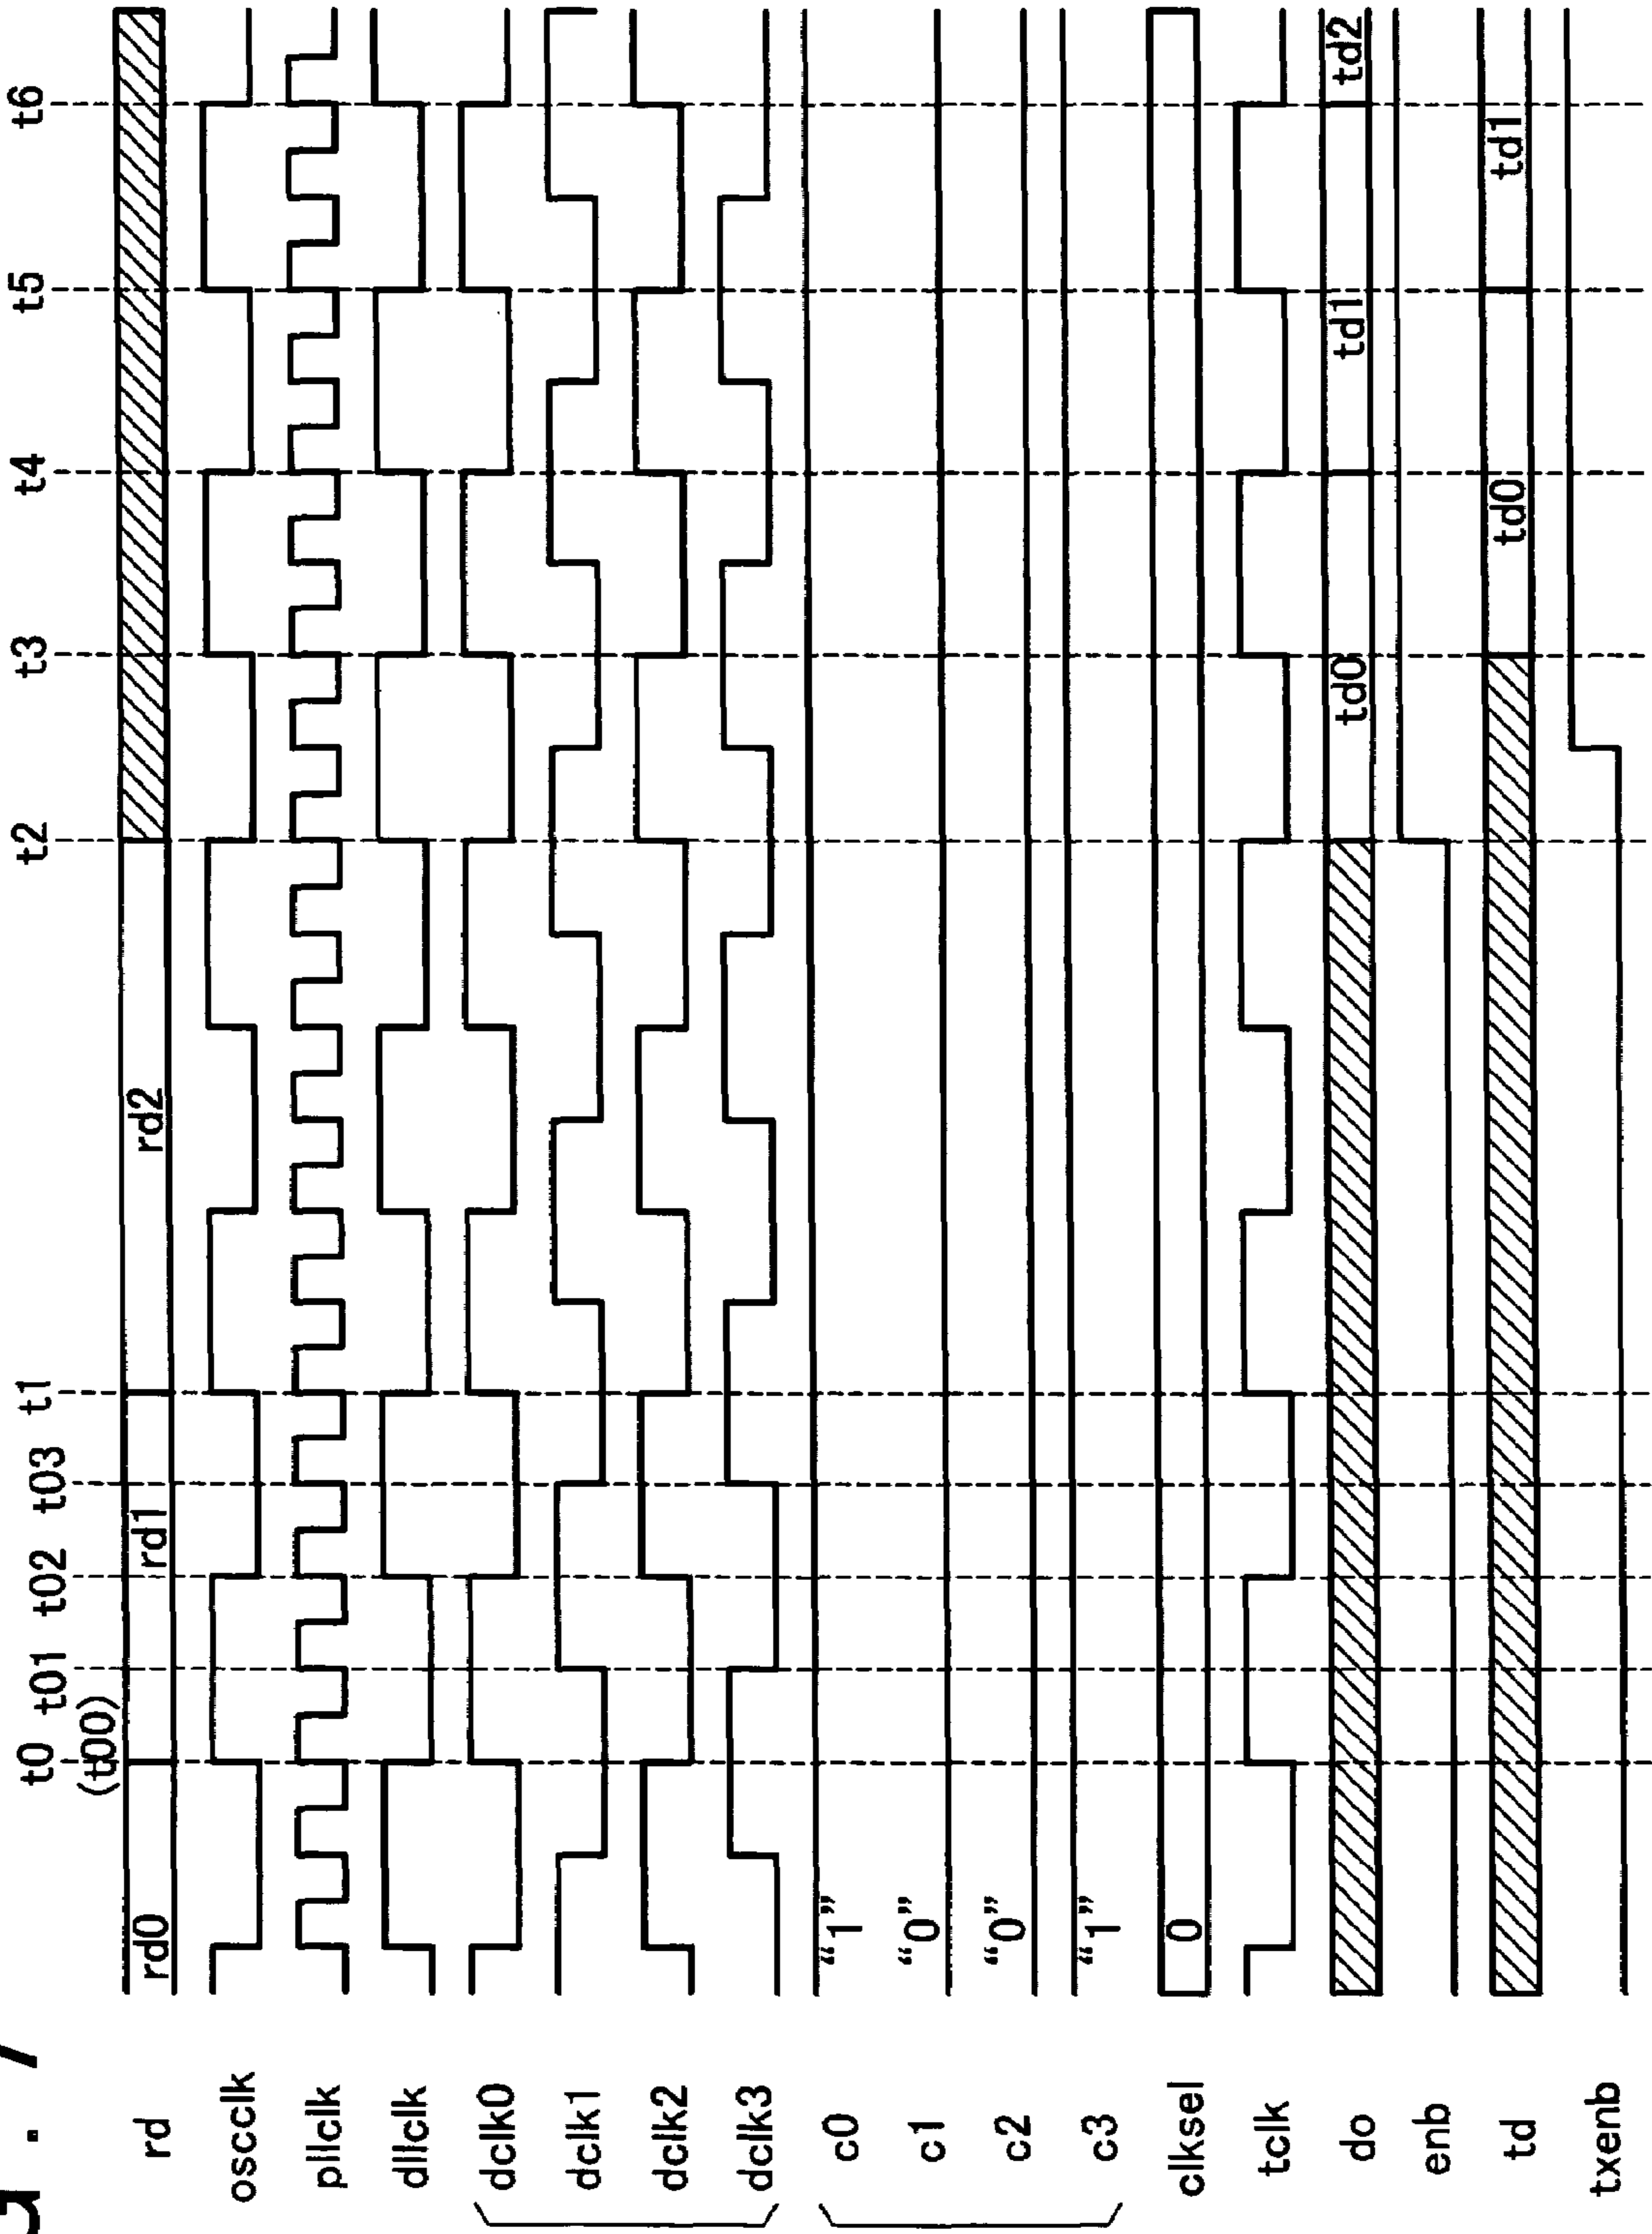 t0 t01 t02 t03 t1 t2 t3 t4 t5 t6
(t00)
rd rd0 rd1 rd2
oscclk
pllclk
dllclk
dclk0
dclk1
dclk2
dclk3
c0 “1”
c1 “0”
c2 “0”
c3 “1”
clksel 0
tclk
do td0 td1 td2
enb
td td0 td1
txenb